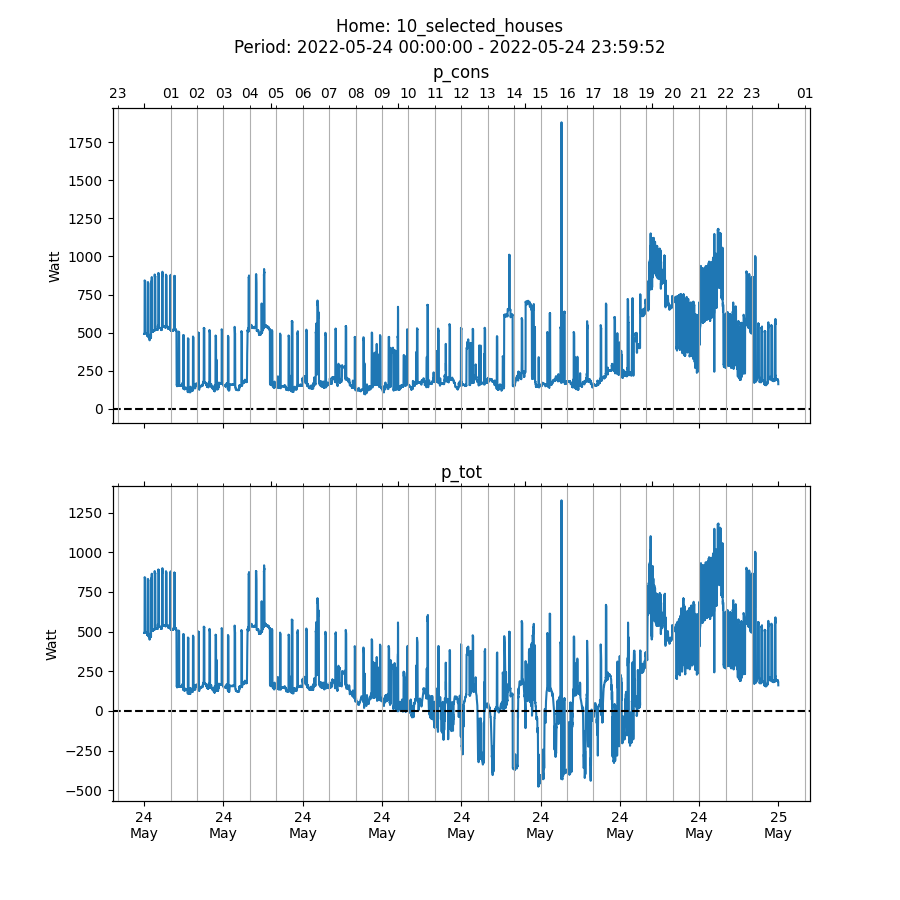 Home: 10_selected_houses
Period: 2022-05-24 00:00:00 - 2022-05-24 23:59:52
p_cons
23 01 02 03 04 05 06 07 08 09 10 11 12 13 14 15 16 17 18 19 20 21 22 23 01
1750
1500
1250
1000
750
500
250
0
Watt
p_tot
1250
1000
750
500
250
0
−250
−500
Watt
24 24 24 24 24 24 24 24 25
May May May May May May May May May